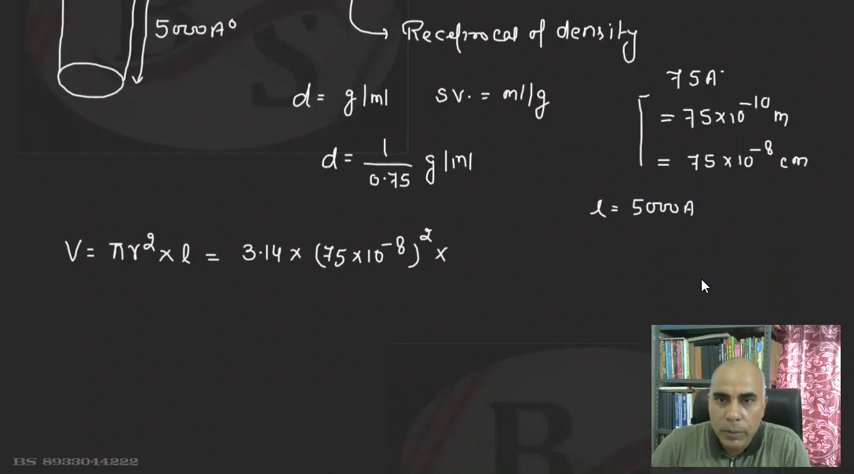 5000A°
Reciprocal of density
d = g/ml   sv. = ml/g
75A°
= 75×10⁻¹⁰ m
= 75×10⁻⁸ cm
d = 1/0.75 g/ml
l = 5000A
V = πr² × l = 3.14 × (75×10⁻⁸)² ×
BS
BS 8933044222